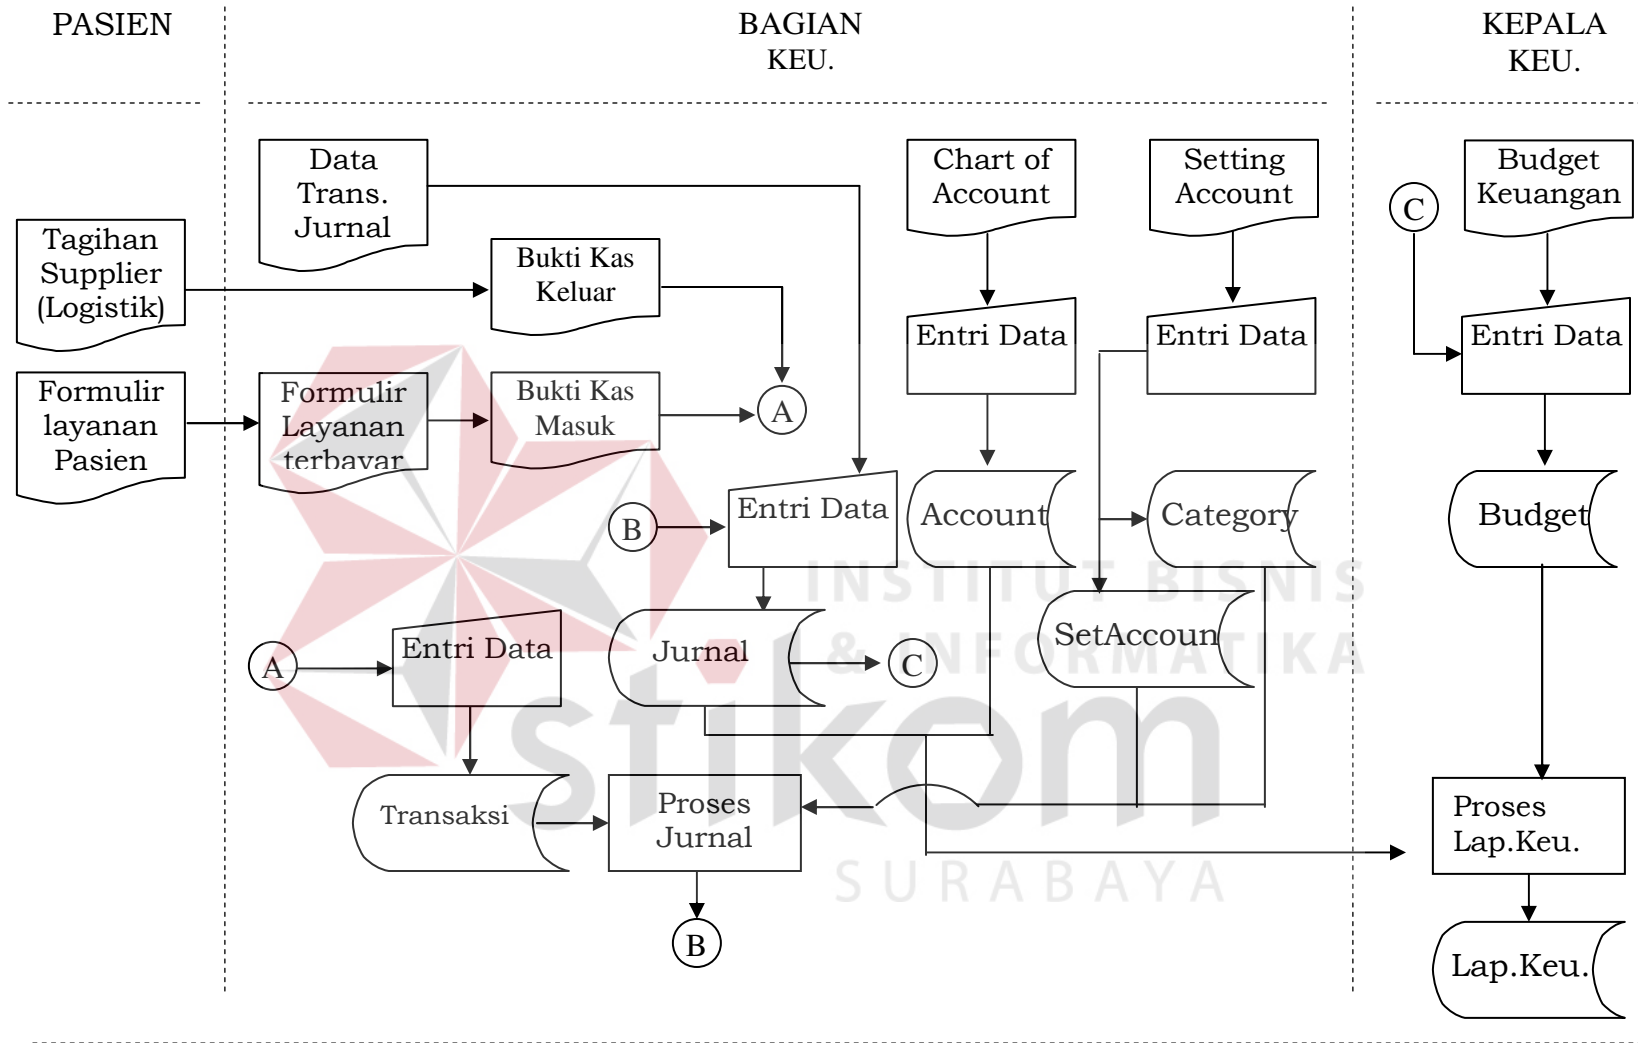 PASIEN
BAGIAN
KEU.
KEPALA
KEU.
Data
Trans.
Jurnal
Chart of
Account
Setting
Account
Budget
Keuangan
C
Tagihan
Supplier
(Logistik)
Bukti Kas
Keluar
Entri Data
Entri Data
Entri Data
Formulir
layanan
Pasien
Formulir
Layanan
terbayar
Bukti Kas
Masuk
A
B
Entri Data
Account
Category
Budget
INSTITUT BISNIS
& INFORMATIKA
stikom
SURABAYA
A
Entri Data
Jurnal
C
SetAccoun
Transaksi
Proses
Jurnal
Proses
Lap.Keu.
B
Lap.Keu.